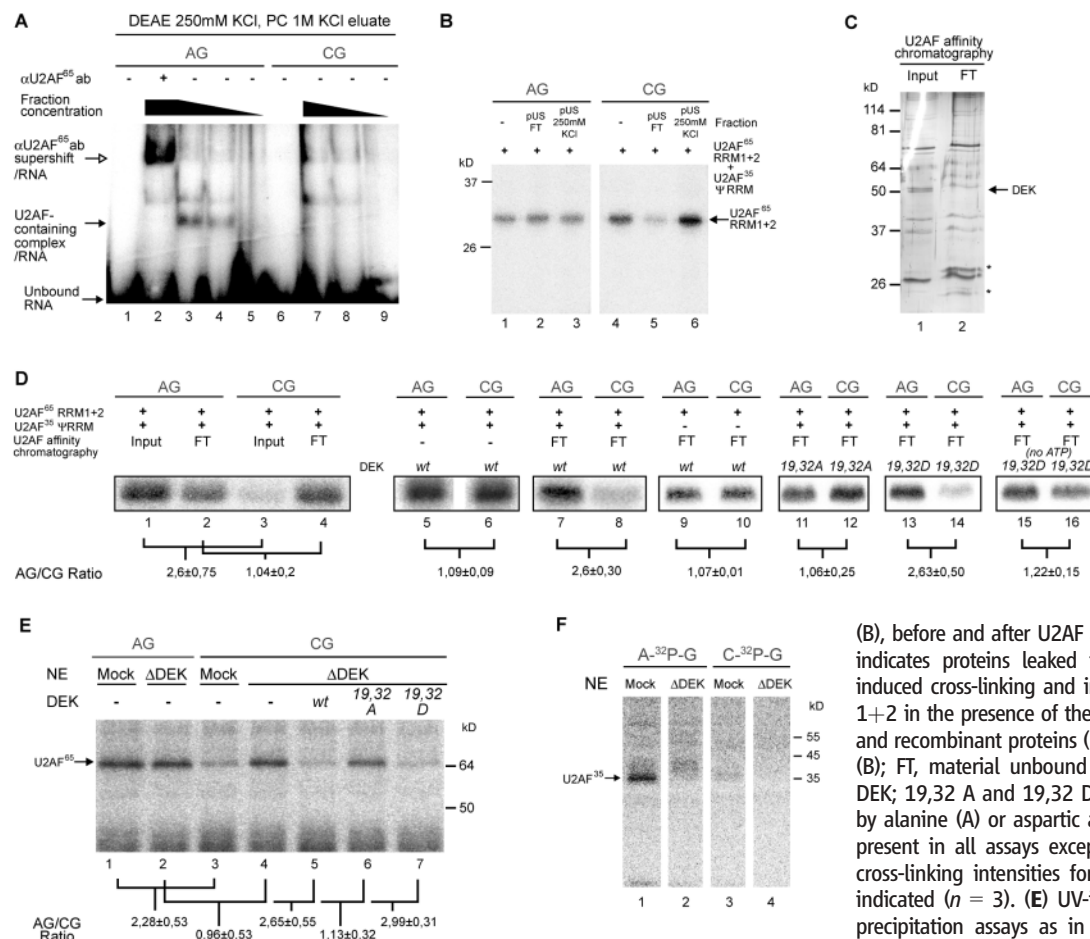 A
DEAE 250mM KCl, PC 1M KCl eluate
AG CG
αU2AF65 ab - + - - - - - - -
Fraction
concentration
αU2AF65ab
supershift
/RNA
U2AF-
containing
complex
/RNA
Unbound
RNA
1 2 3 4 5 6 7 8 9
B
AG CG
- pUS FT pUS 250mM KCl - pUS FT pUS 250mM KCl Fraction
+ + + + + + U2AF65
RRM1+2
+
U2AF35
ΨRRM
kD
37
26
U2AF65
RRM1+2
1 2 3 4 5 6
C
U2AF affinity
chromatography
Input FT
kD
114
81
64
50
37
26
DEK
*
*
1 2
D
AG CG AG CG AG CG AG CG AG CG AG CG AG CG
U2AF65 RRM1+2 + + + + + + + + + + + + + + + +
U2AF35 ΨRRM + + + + + + + + - - + + + + + +
U2AF affinity
chromatography
Input FT Input FT - - FT FT FT FT FT FT FT FT FT FT
(no ATP)
DEK wt wt wt wt wt wt 19,32A 19,32A 19,32D 19,32D 19,32D 19,32D
1 2 3 4 5 6 7 8 9 10 11 12 13 14 15 16
AG/CG Ratio 2,6±0,75 1,04±0,2 1,09±0,09 2,6±0,30 1,07±0,01 1,06±0,25 2,63±0,50 1,22±0,15
E
AG CG
NE Mock ΔDEK Mock ΔDEK
DEK - - - - wt 19,32 A 19,32 D
kD
U2AF65
64
50
1 2 3 4 5 6 7
AG/CG
Ratio
2,28±0,53 0.96±0,53 2,65±0,55 1.13±0,32 2,99±0,31
F
A-32P-G C-32P-G
NE Mock ΔDEK Mock ΔDEK
kD
55
45
35
U2AF35
1 2 3 4
(B), before and after U2AF
indicates proteins leaked
induced cross-linking and i
1+2 in the presence of the
and recombinant proteins (
(B); FT, material unbound
DEK; 19,32 A and 19,32 D
by alanine (A) or aspartic a
present in all assays excep
cross-linking intensities for
indicated (n = 3). (E) UV-
precipitation assays as in